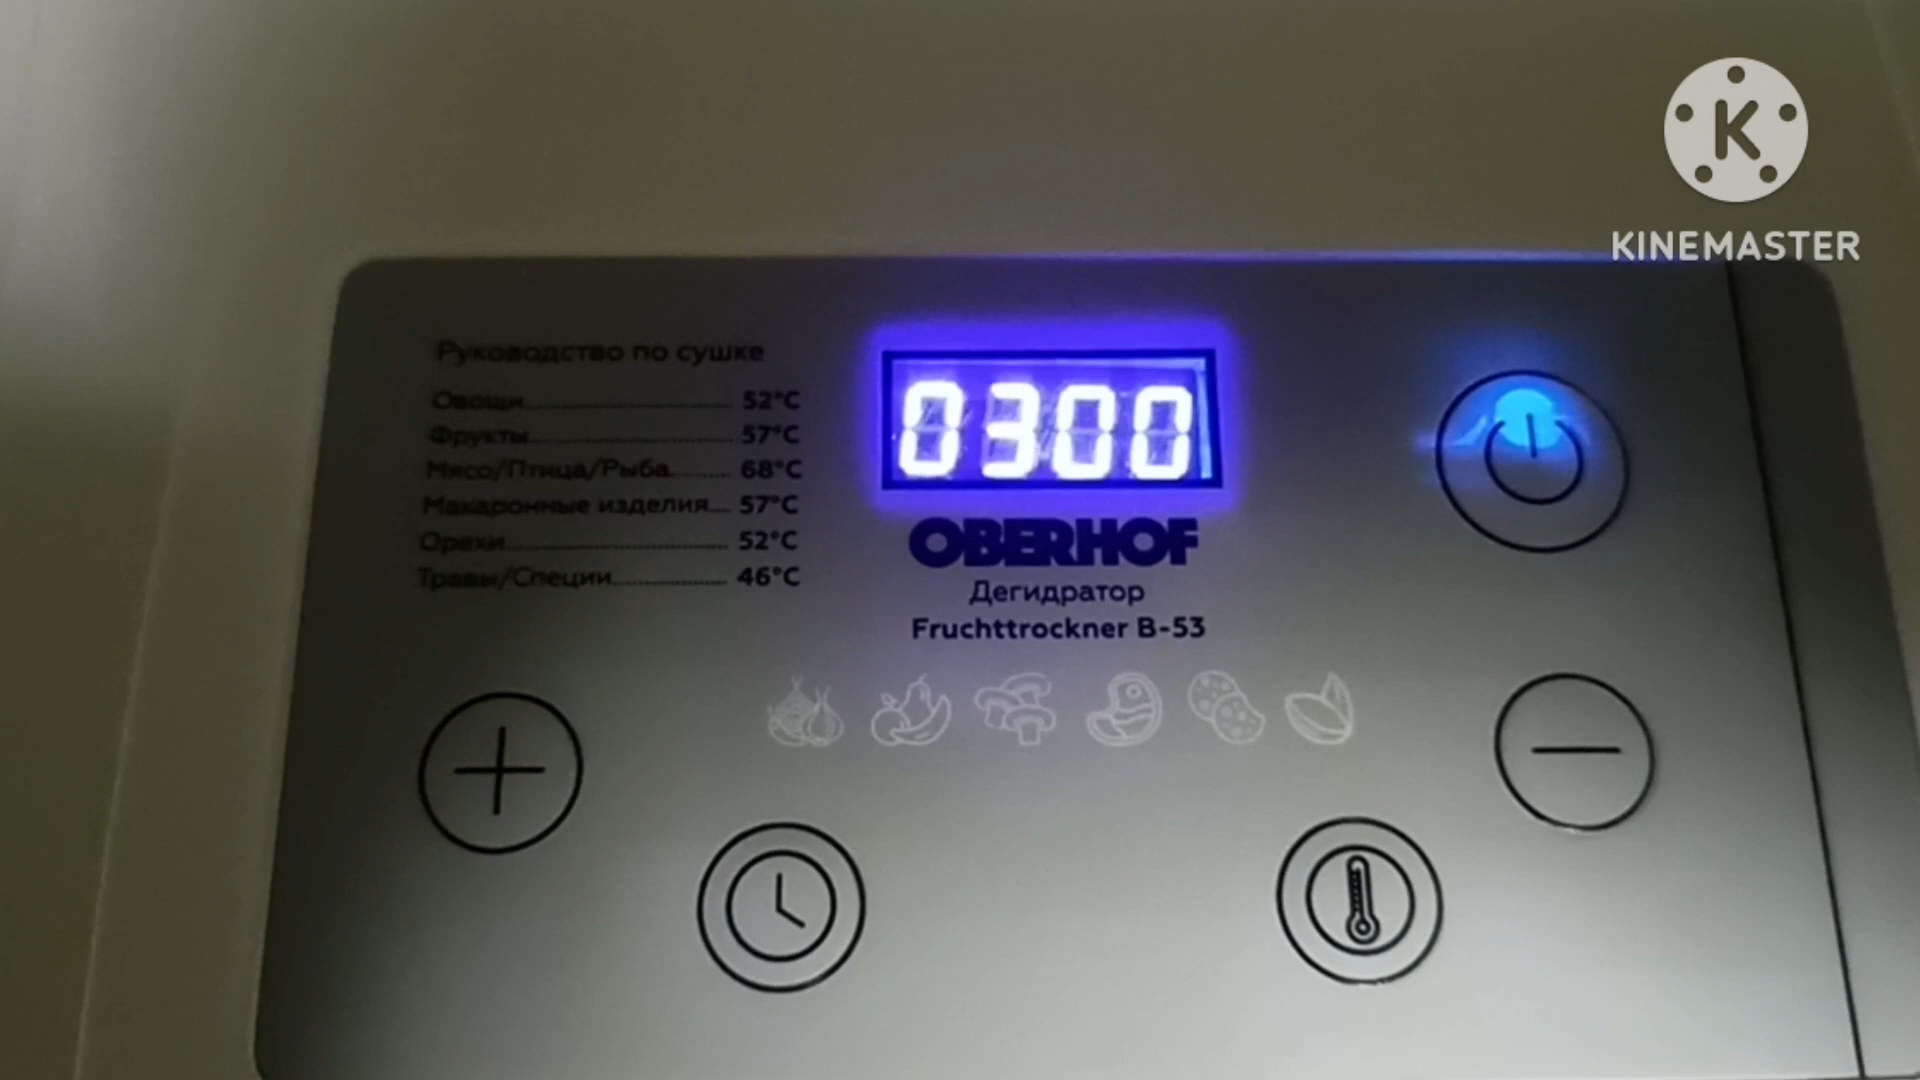 K
KINEMASTER
Руководство по сушке
Овощи........................ 52°C
Фрукты........................ 57°C
Мясо/Птица/Рыба......... 68°C
Макаронные изделия.... 57°C
Орехи........................ 52°C
Травы/Специи............... 46°C
0300
OBERHOF
Дегидратор
Fruchttrockner B-53